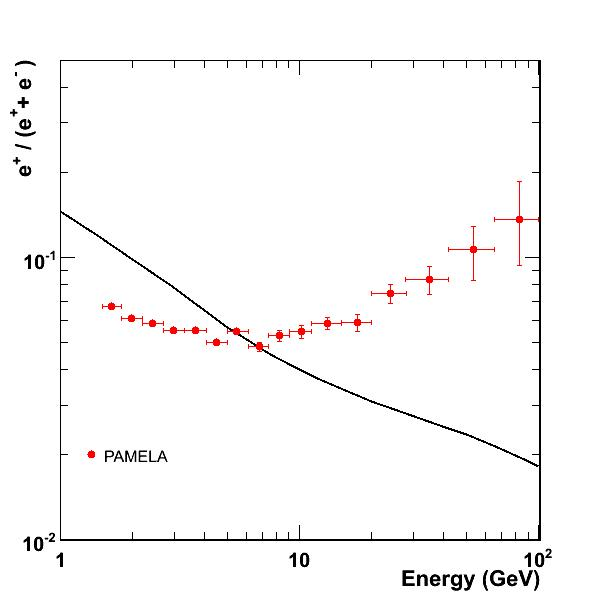 e⁺ / (e⁺ + e⁻)
10⁻¹
PAMELA
10⁻²
1 10 10²
Energy (GeV)